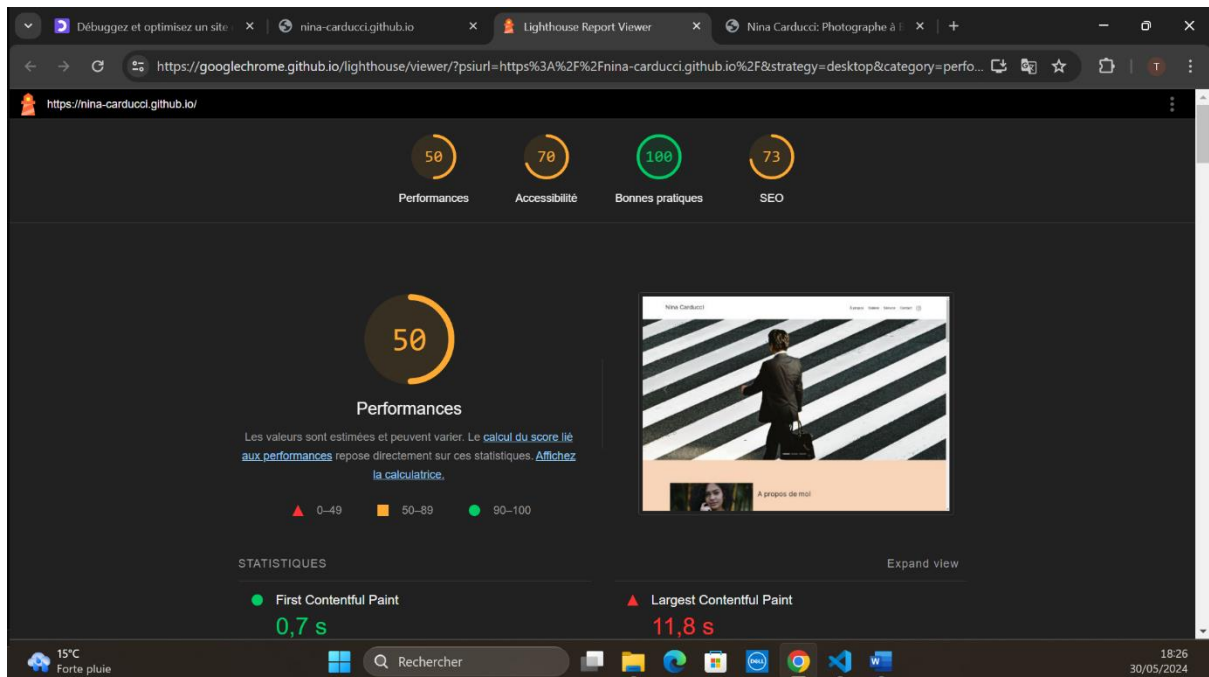 Débuggez et optimisez un site
nina-carducci.github.io
Lighthouse Report Viewer
Nina Carducci: Photographe à
https://googlechrome.github.io/lighthouse/viewer/?psiurl=https%3A%2F%2Fnina-carducci.github.io%2F&strategy=desktop&category=perfo...
T
https://nina-carducci.github.io/
50
70
100
73
Performances
Accessibilité
Bonnes pratiques
SEO
50
Performances
Les valeurs sont estimées et peuvent varier. Le calcul du score lié
aux performances repose directement sur ces statistiques. Affichez
la calculatrice.
0–49
50–89
90–100
Nina Carducci
A propos de moi
STATISTIQUES
Expand view
First Contentful Paint
0,7 s
Largest Contentful Paint
11,8 s
15°C
Forte pluie
Rechercher
DELL
18:26
30/05/2024